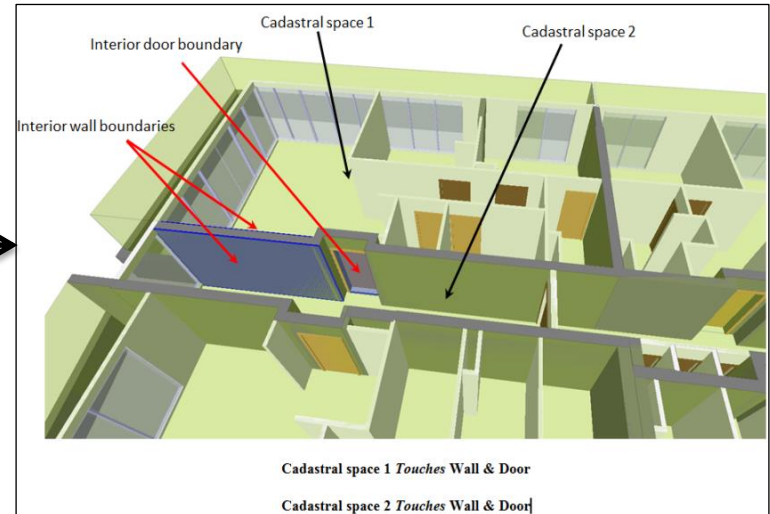 Cadastral space 1
Cadastral space 2
Interior door boundary
Interior wall boundaries
Cadastral space 1 Touches Wall & Door
Cadastral space 2 Touches Wall & Door